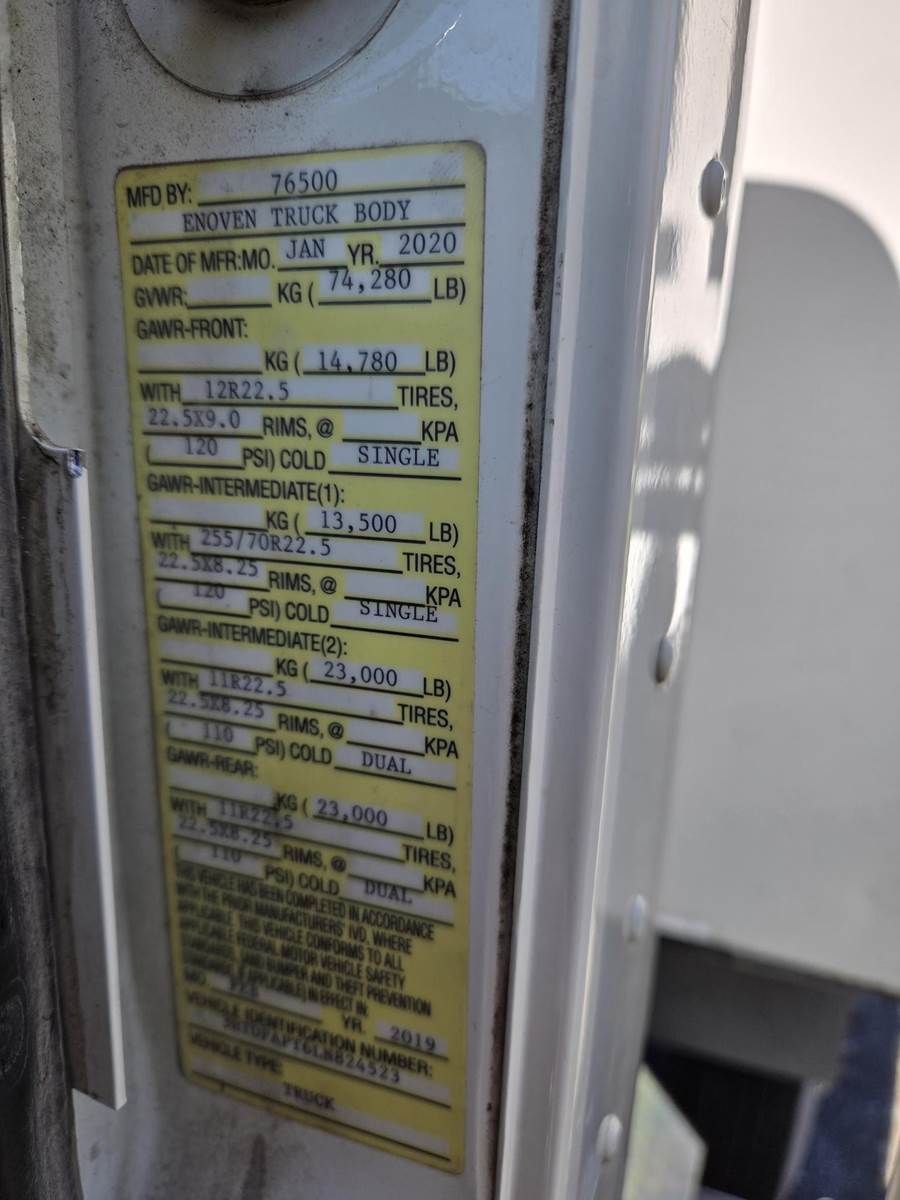 MFD BY: 76500
ENOVEN TRUCK BODY
DATE OF MFR: MO. JAN YR. 2020
GVWR: KG ( 74,280 LB)
GAWR-FRONT:
KG ( 14,780 LB)
WITH 12R22.5 TIRES,
22.5X9.0 RIMS, @ KPA
( 120 PSI) COLD SINGLE
GAWR-INTERMEDIATE(1):
KG ( 13,500 LB)
WITH 255/70R22.5 TIRES,
22.5X8.25 RIMS, @ KPA
( 120 PSI) COLD SINGLE
GAWR-INTERMEDIATE(2):
KG ( 23,000 LB)
WITH 11R22.5 TIRES,
22.5X8.25 RIMS, @ KPA
( 110 PSI) COLD DUAL
GAWR-REAR:
KG ( 23,000 LB)
WITH 11R22.5 TIRES,
22.5X8.25 RIMS, @ KPA
( 110 PSI) COLD DUAL
THIS VEHICLE HAS BEEN COMPLETED IN ACCORDANCE
WITH THE PRIOR MANUFACTURERS' IVD, WHERE
APPLICABLE. THIS VEHICLE CONFORMS TO ALL
APPLICABLE FEDERAL MOTOR VEHICLE SAFETY
STANDARDS, (AND BUMPER AND THEFT PREVENTION
STANDARDS, IF APPLICABLE) IN EFFECT IN:
MO. YR. 2019
VEHICLE IDENTIFICATION NUMBER:
VEHICLE TYPE:
TRUCK